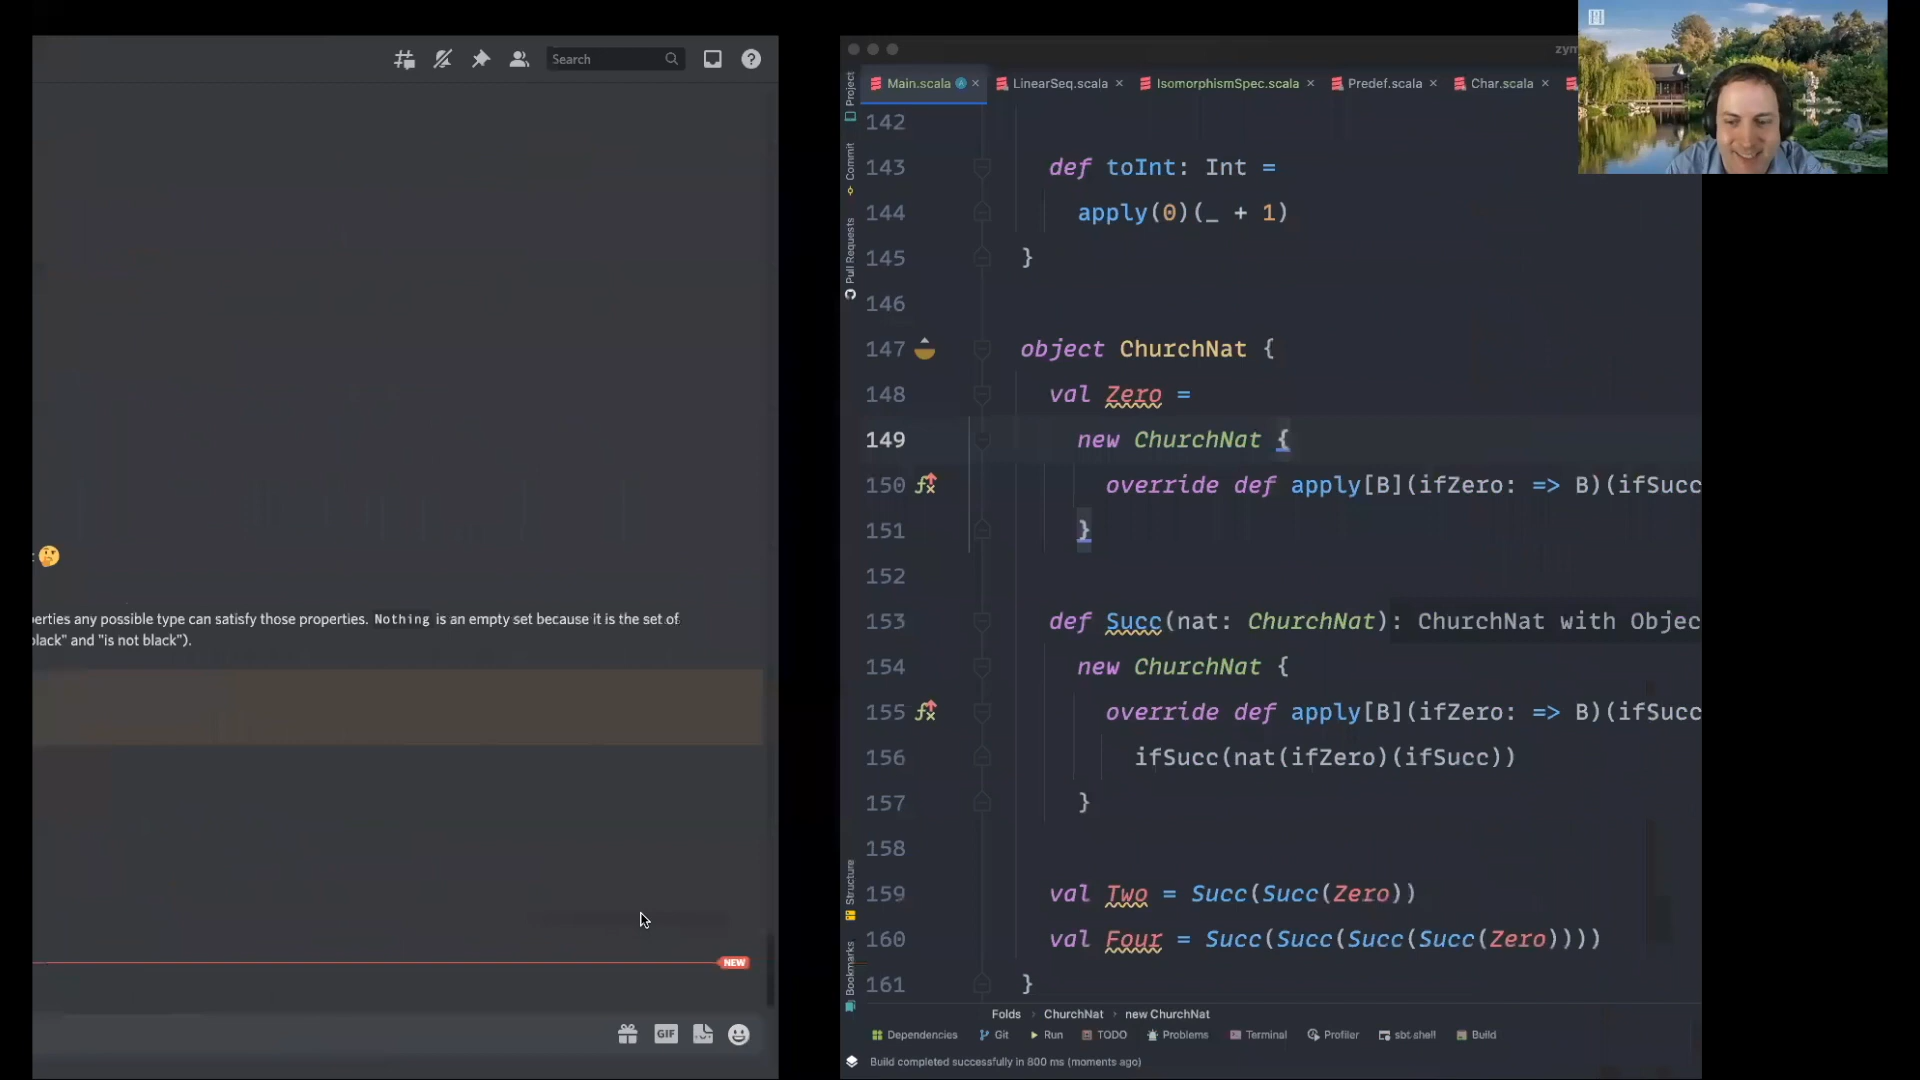 Search
erties any possible type can satisfy those properties. Nothing is an empty set because it is the set of
lack" and "is not black").
NEW
GIF
Main.scala
LinearSeq.scala
IsomorphismSpec.scala
Predef.scala
Char.scala
Project
Commit
Pull Requests
Structure
Bookmarks
142
143 def toInt: Int =
144 apply(0)(_ + 1)
145 }
146
147 object ChurchNat {
148 val Zero =
149 new ChurchNat {
150 override def apply[B](ifZero: => B)(ifSucc
151 }
152
153 def Succ(nat: ChurchNat): ChurchNat with Objec
154 new ChurchNat {
155 override def apply[B](ifZero: => B)(ifSucc
156 ifSucc(nat(ifZero)(ifSucc))
157 }
158
159 val Two = Succ(Succ(Zero))
160 val Four = Succ(Succ(Succ(Succ(Zero))))
161 }
Folds ChurchNat new ChurchNat
Dependencies Git Run TODO Problems Terminal Profiler sbt shell Build
Build completed successfully in 800 ms (moments ago)